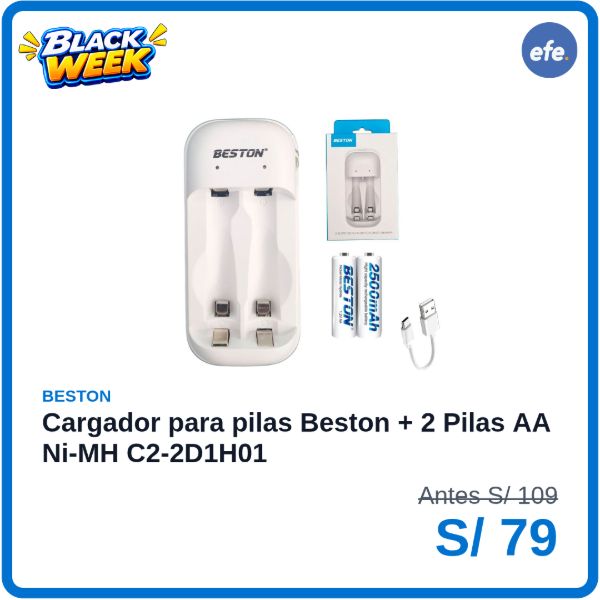 BLACK
WEEK
efe.
BESTON
BESTON
BESTON
2500mAh
BESTON
Cargador para pilas Beston + 2 Pilas AA
Ni-MH C2-2D1H01
Antes S/ 109
S/ 79